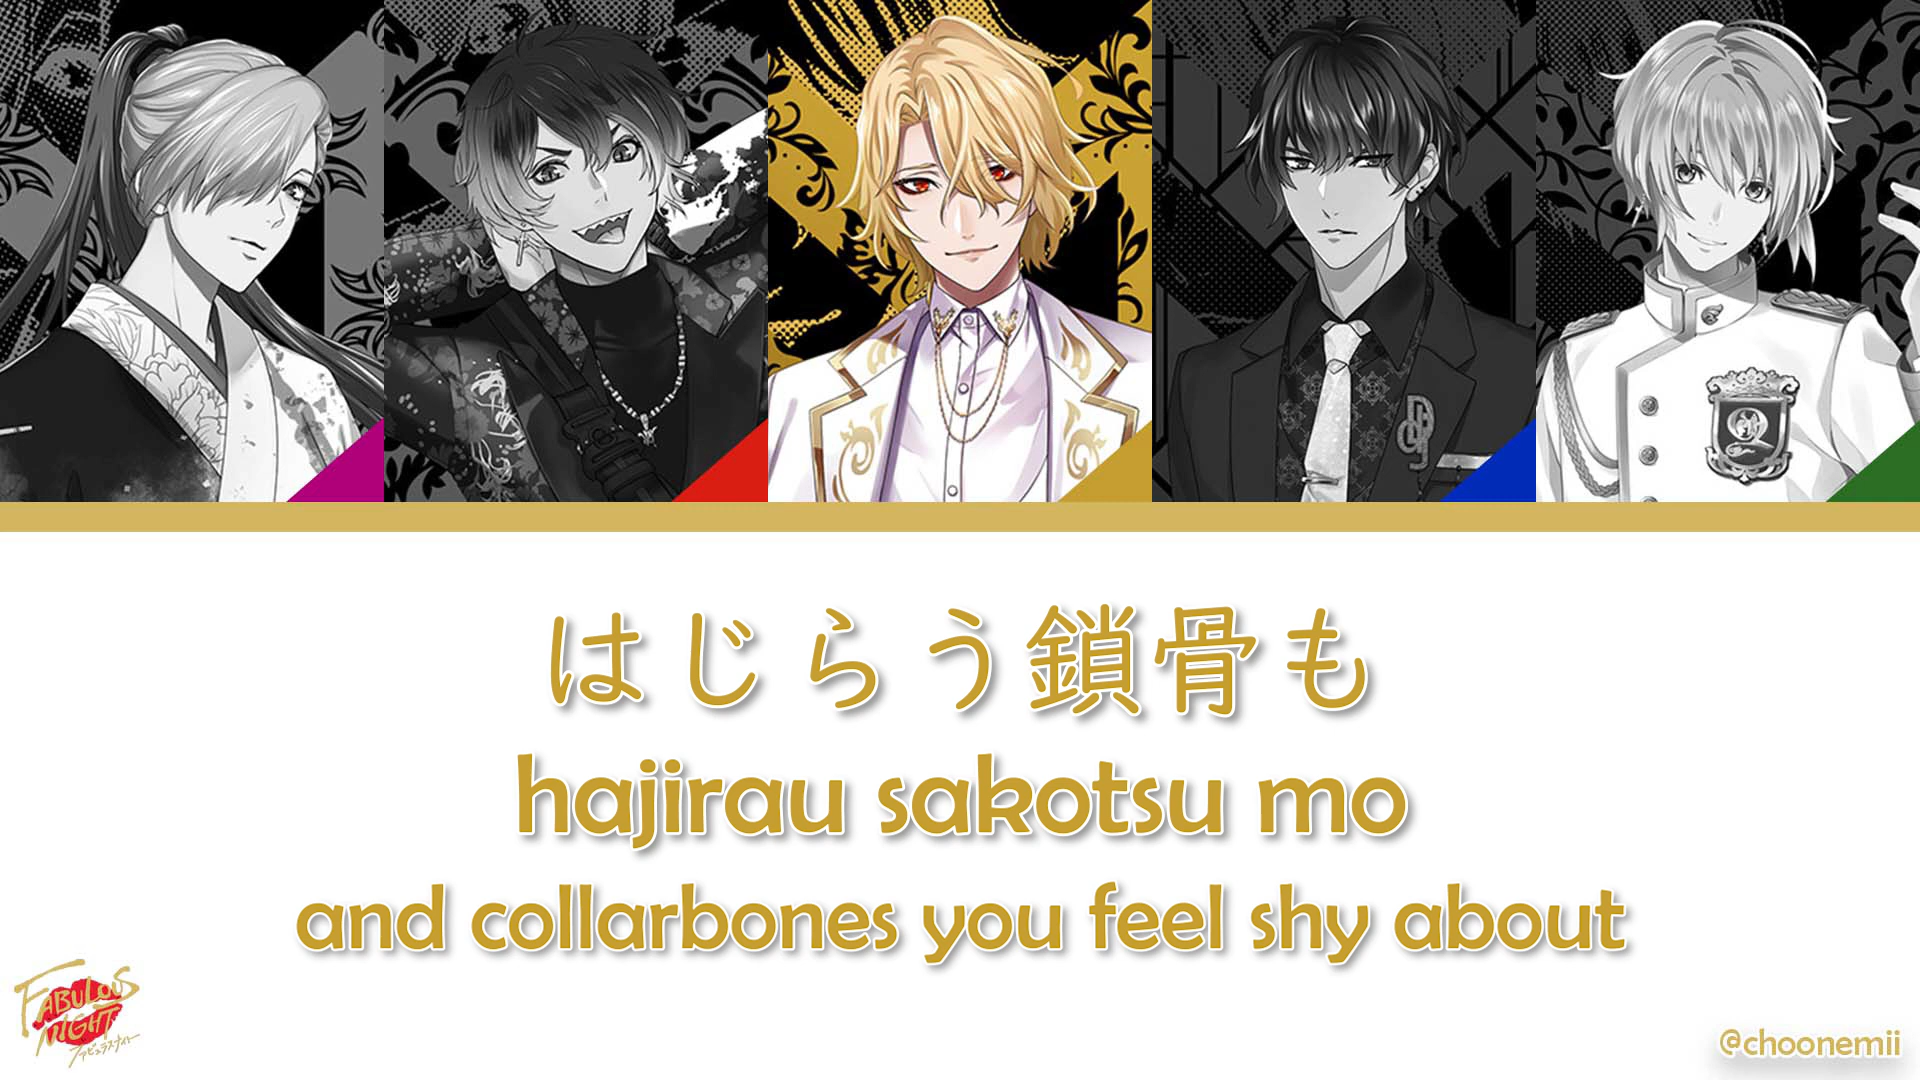 はじらう鎖骨も
hajirau sakotsu mo
and collarbones you feel shy about
FABULOUS
NIGHT
ファビュラスナイト
@choonemii